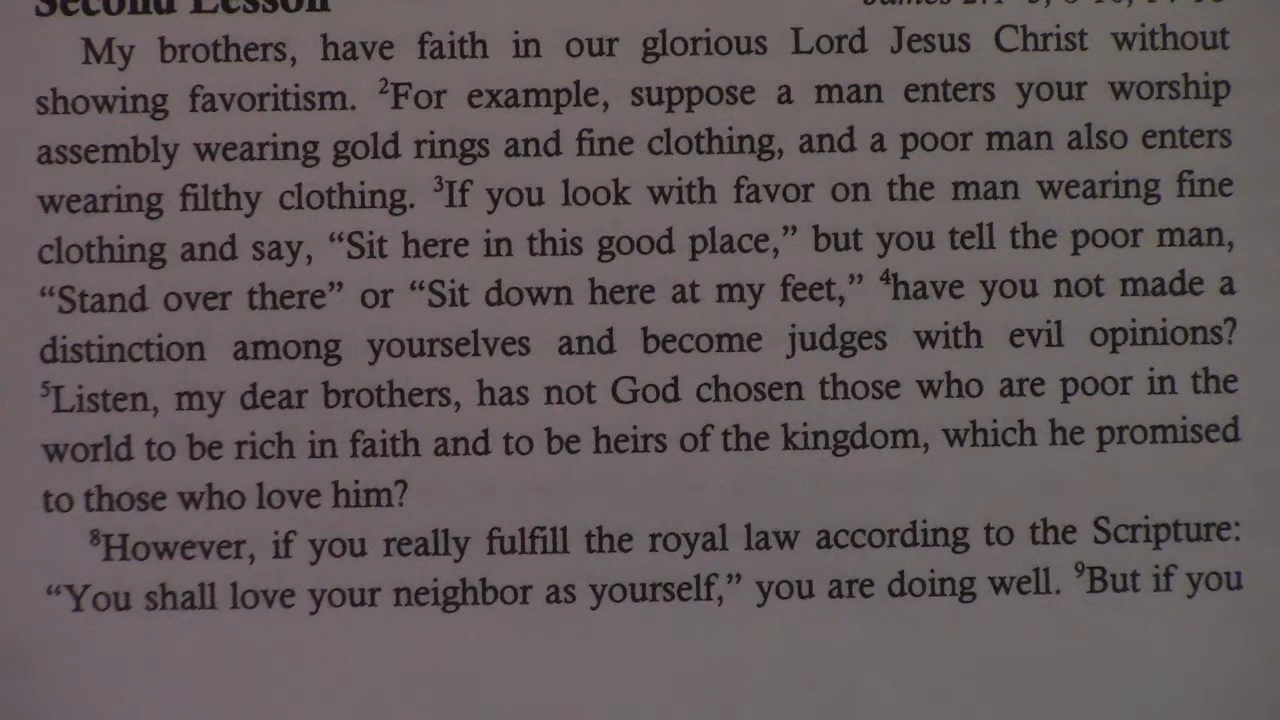 Second Lesson
My brothers, have faith in our glorious Lord Jesus Christ without
showing favoritism. ²For example, suppose a man enters your worship
assembly wearing gold rings and fine clothing, and a poor man also enters
wearing filthy clothing. ³If you look with favor on the man wearing fine
clothing and say, “Sit here in this good place,” but you tell the poor man,
“Stand over there” or “Sit down here at my feet,” ⁴have you not made a
distinction among yourselves and become judges with evil opinions?
⁵Listen, my dear brothers, has not God chosen those who are poor in the
world to be rich in faith and to be heirs of the kingdom, which he promised
to those who love him?
⁸However, if you really fulfill the royal law according to the Scripture:
“You shall love your neighbor as yourself,” you are doing well. ⁹But if you